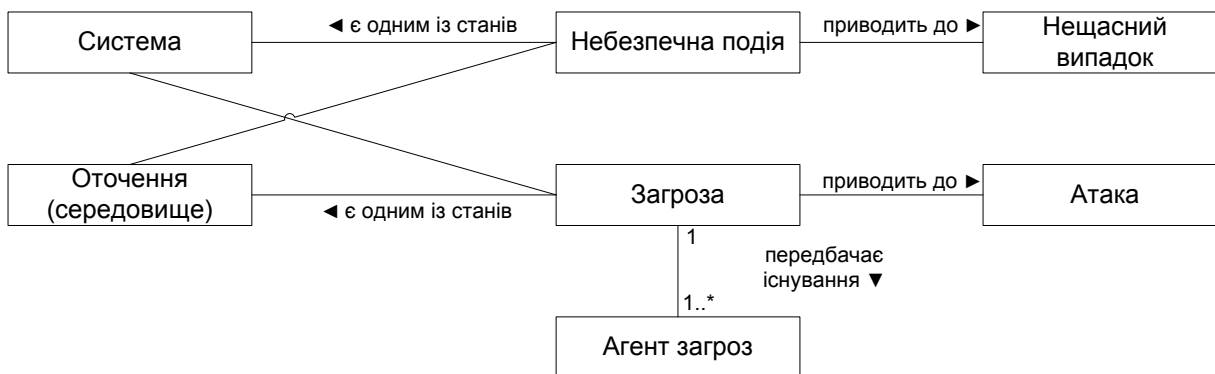 Система
◄ є одним із станів
Небезпечна подія
приводить до ►
Нещасний
випадок
Оточення
(середовище)
◄ є одним із станів
Загроза
приводить до ►
Атака
1
передбачає
існування ▼
1..*
Агент загроз